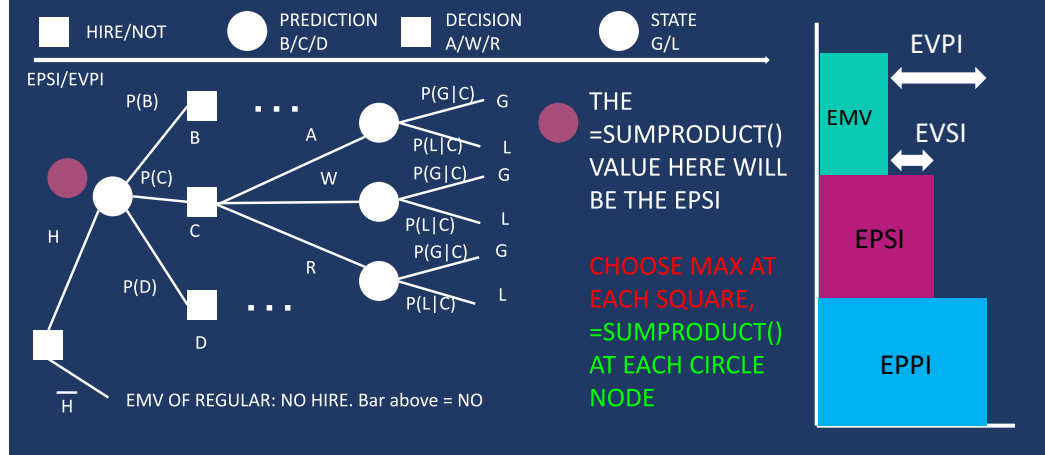 HIRE/NOT
PREDICTION
B/C/D
DECISION
A/W/R
STATE
G/L
EPSI/EVPI
P(B)
B
. . .
P(C)
C
P(D)
D
. . .
H
H
A
W
R
P(G|C)
G
P(L|C)
L
P(G|C)
G
P(L|C)
L
P(G|C)
G
P(L|C)
L
EMV OF REGULAR: NO HIRE. Bar above = NO
THE
=SUMPRODUCT()
VALUE HERE WILL
BE THE EPSI
CHOOSE MAX AT
EACH SQUARE,
=SUMPRODUCT()
AT EACH CIRCLE
NODE
EVPI
EMV
EVSI
EPSI
EPPI